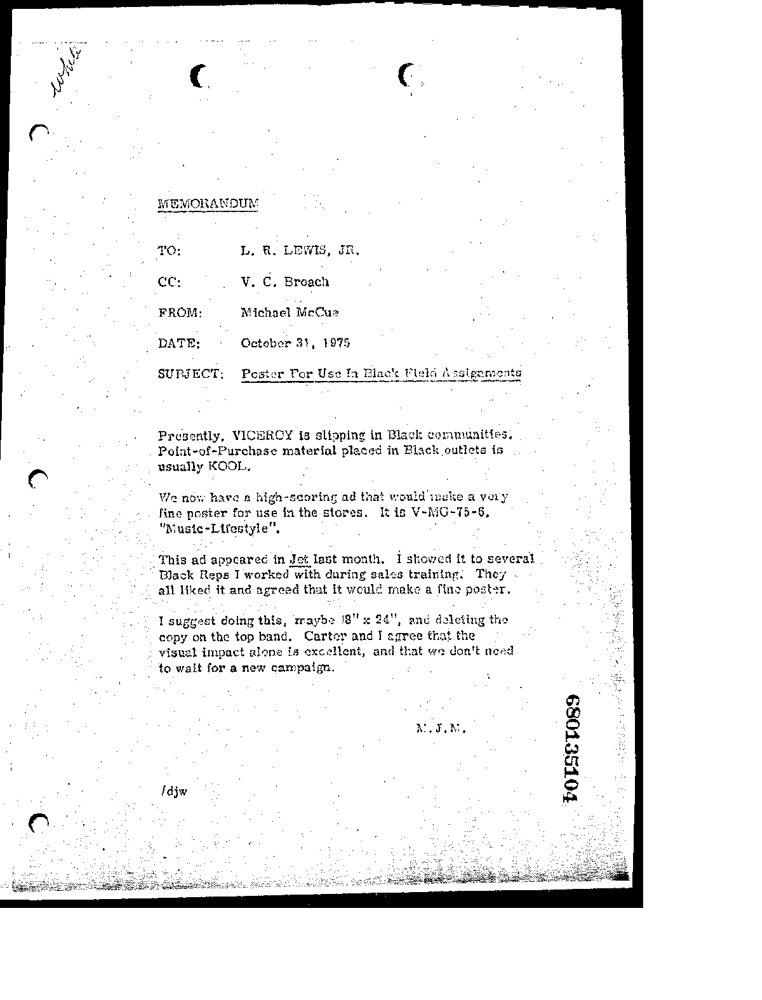 white
MEMORANDUM
TO: L. R. LEWIS, JR.
CC: V. C. Broach
FROM: Michael McCue
DATE: October 31, 1975
SUBJECT: Poster For Use In Black Field Assignments
Presently, VICEROY is slipping in Black communities.
Point-of-Purchase material placed in Black outlets is
usually KOOL.
We now have a high-scoring ad that would make a very
fine poster for use in the stores. It is V-MG-75-6,
"Music-Lifestyle".
This ad appeared in Jet last month. I showed it to several
Black Reps I worked with during sales training. They
all liked it and agreed that it would make a fine poster.
I suggest doing this, maybe 18" x 24", and deleting the
copy on the top band. Carter and I agree that the
visual impact alone is excellent, and that we don't need
to wait for a new campaign.
M.J.M.
/djw
680135104